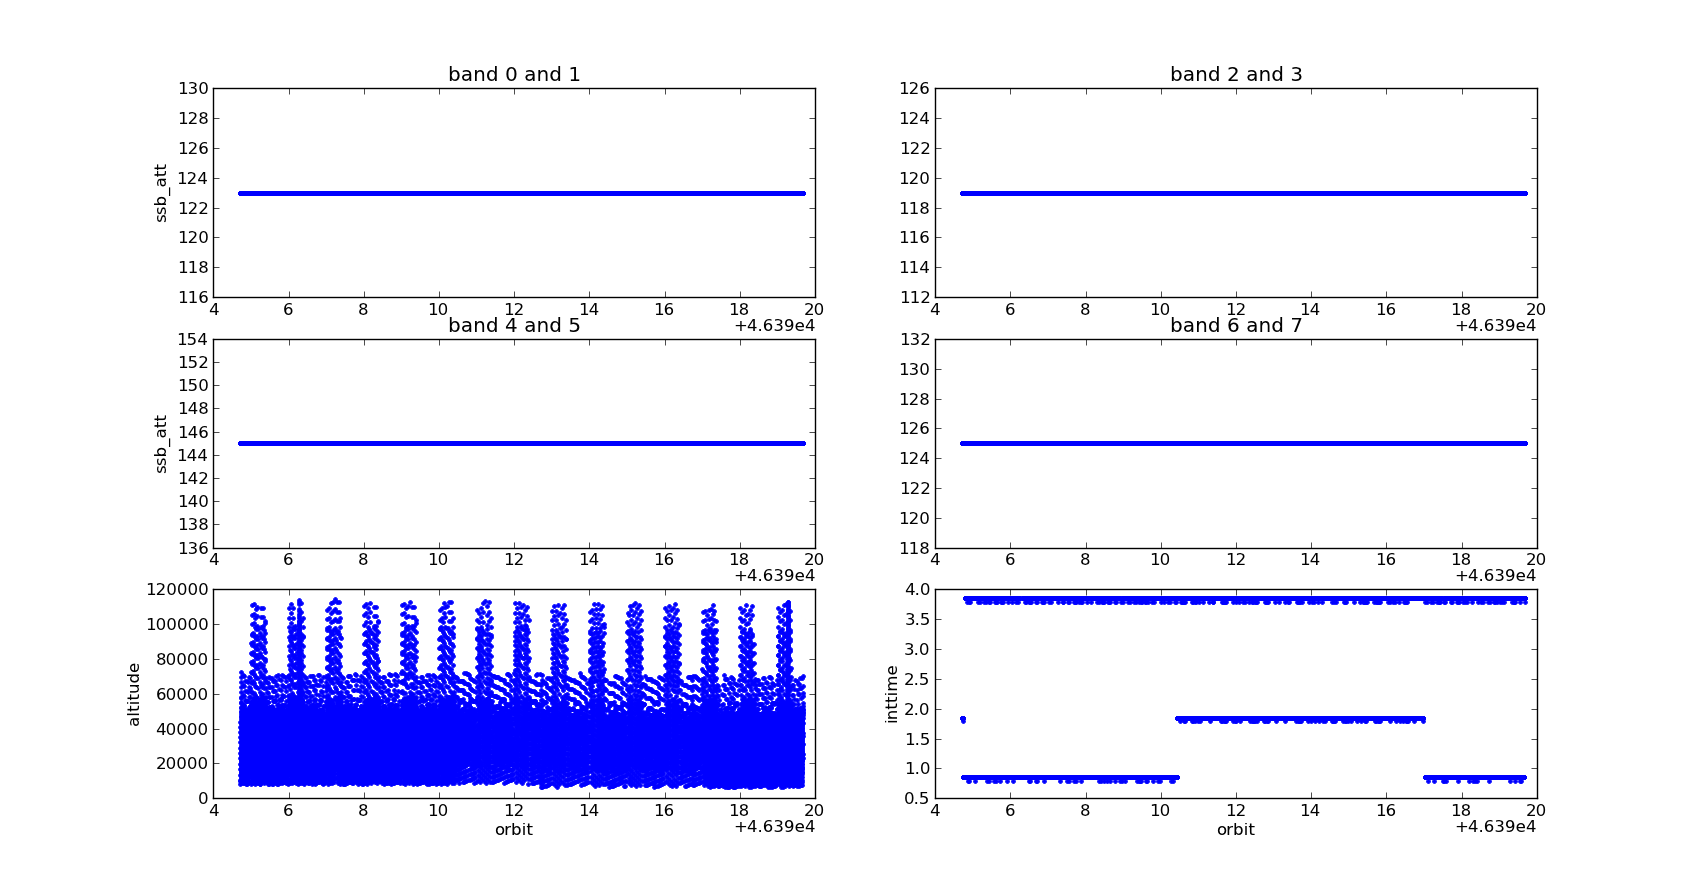 band 0 and 1
130
128
126
124
122
120
118
116
ssb_att
4 6 8 10 12 14 16 18 20
+4.639e4
band 2 and 3
126
124
122
120
118
116
114
112
4 6 8 10 12 14 16 18 20
+4.639e4
band 4 and 5
154
152
150
148
146
144
142
140
138
136
ssb_att
4 6 8 10 12 14 16 18 20
+4.639e4
band 6 and 7
132
130
128
126
124
122
120
118
4 6 8 10 12 14 16 18 20
+4.639e4
120000
100000
80000
60000
40000
20000
0
altitude
4 6 8 10 12 14 16 18 20
orbit
+4.639e4
4.0
3.5
3.0
2.5
2.0
1.5
1.0
0.5
inttime
4 6 8 10 12 14 16 18 20
orbit
+4.639e4